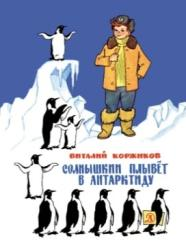 ВИТАЛИЙ КОРЖИКОВ
СОЛНЫШКИН ПЛЫВЁТ
В АНТАРКТИДУ